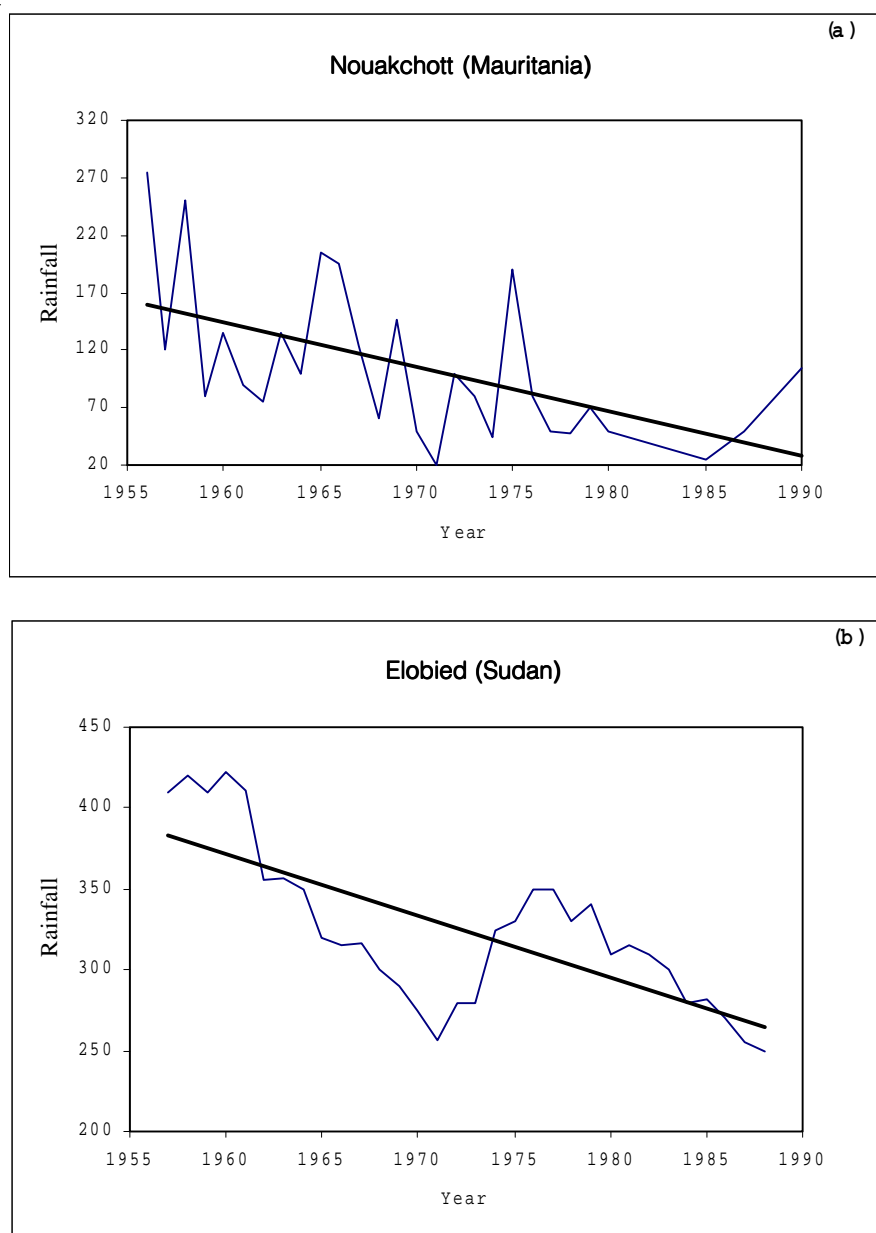 (a)
Nouakchott (Mauritania)
320
270
220
170
120
70
20
Rainfall
1955 1960 1965 1970 1975 1980 1985 1990
Year
(b)
Elobied (Sudan)
450
400
350
300
250
200
Rainfall
1955 1960 1965 1970 1975 1980 1985 1990
Year